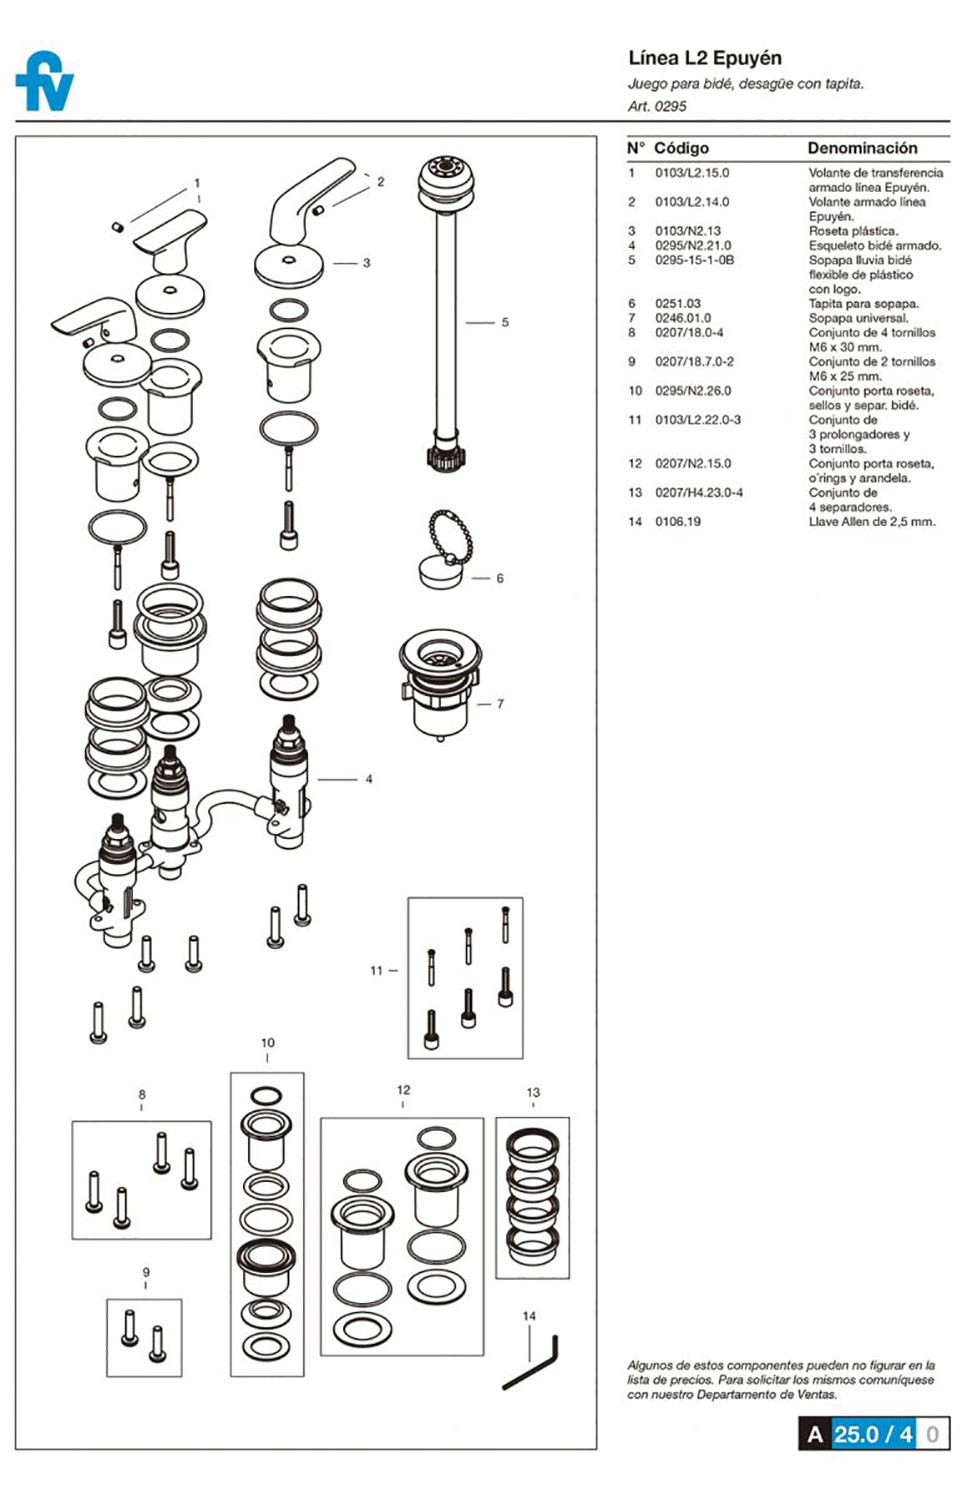 fv
Línea L2 Epuyén
Juego para bidé, desagüe con tapita.
Art. 0295
N° Código Denominación
1 0103/L2.15.0 Volante de transferencia
armado línea Epuyén.
2 0103/L2.14.0 Volante armado línea
Epuyén.
3 0103/N2.13 Roseta plástica.
4 0295/N2.21.0 Esqueleto bidé armado.
5 0295-15-1-0B Sopapa lluvia bidé
flexible de plástico
con logo.
6 0251.03 Tapita para sopapa.
7 0246.01.0 Sopapa universal.
8 0207/18.0-4 Conjunto de 4 tornillos
M6 x 30 mm.
9 0207/18.7.0-2 Conjunto de 2 tornillos
M6 x 25 mm.
10 0295/N2.26.0 Conjunto porta roseta,
sellos y separ. bidé.
11 0103/L2.22.0-3 Conjunto de
3 prolongadores y
3 tornillos.
12 0207/N2.15.0 Conjunto porta roseta,
o´rings y arandela.
13 0207/H4.23.0-4 Conjunto de
4 separadores.
14 0106.19 Llave Allen de 2,5 mm.
1
2
3
5
6
7
4
11
10
8
12
13
9
14
Algunos de estos componentes pueden no figurar en la
lista de precios. Para solicitar los mismos comuníquese
con nuestro Departamento de Ventas.
A 25.0 / 4 0